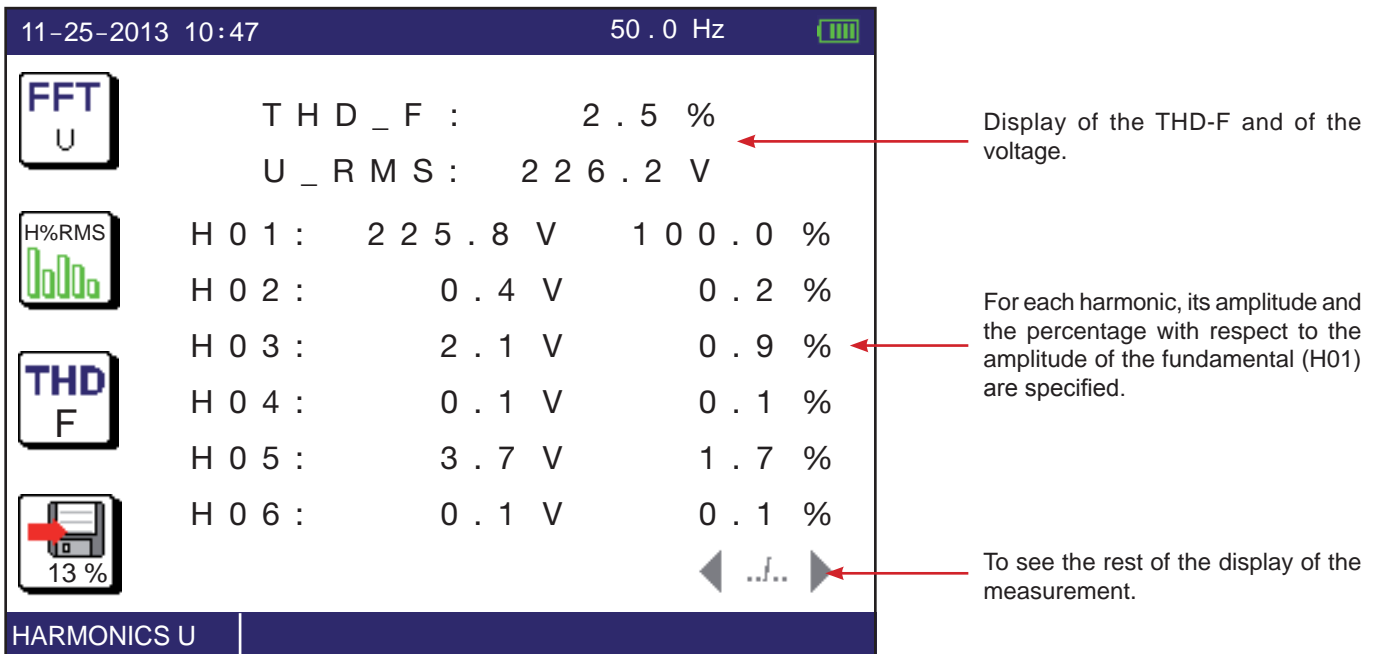 11-25-2013 10:47 50.0 Hz
FFT
U
THD_F: 2.5 %
U_RMS: 226.2 V
Display of the THD-F and of the
voltage.
H%RMS
H01: 225.8 V 100.0 %
H02: 0.4 V 0.2 %
H03: 2.1 V 0.9 %
H04: 0.1 V 0.1 %
H05: 3.7 V 1.7 %
H06: 0.1 V 0.1 %
For each harmonic, its amplitude and
the percentage with respect to the
amplitude of the fundamental (H01)
are specified.
THD
F
13 %
../..
To see the rest of the display of the
measurement.
HARMONICS U